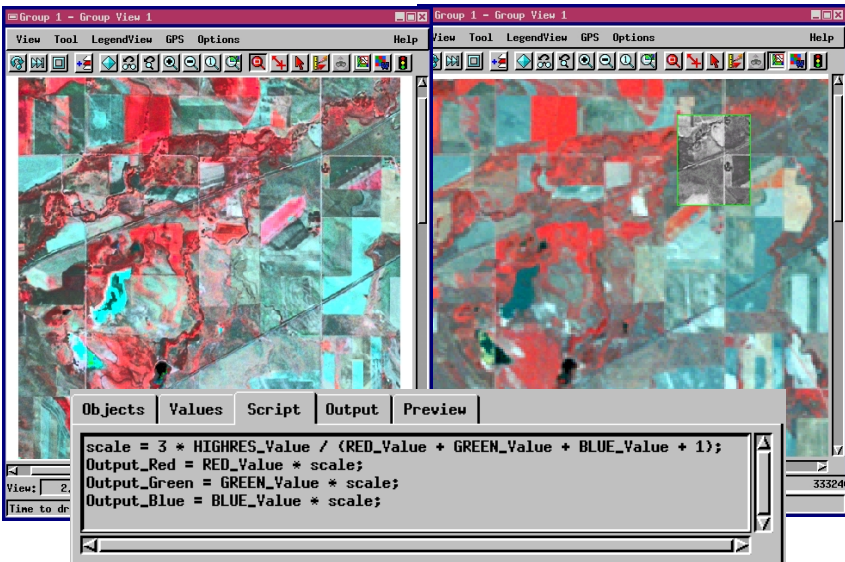 Group 1 - Group View 1
View Tool LegendView GPS Options Help
Group 1 - Group View 1
View Tool LegendView GPS Options Help
Objects Values Script Output Preview
scale = 3 * HIGHRES_Value / (RED_Value + GREEN_Value + BLUE_Value + 1);
Output_Red = RED_Value * scale;
Output_Green = GREEN_Value * scale;
Output_Blue = BLUE_Value * scale;
View: 2.
Time to dr